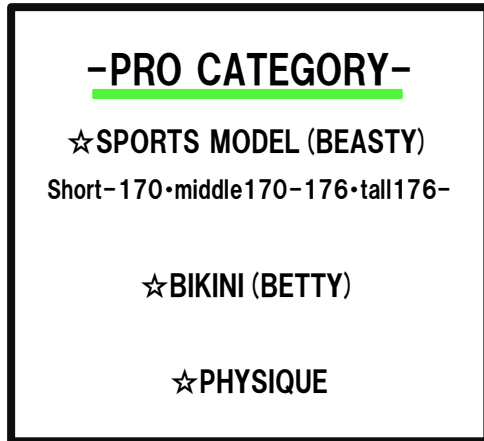 -PRO CATEGORY-
☆SPORTS MODEL(BEASTY)
Short-170・middle170-176・tall176-
☆BIKINI(BETTY)
☆PHYSIQUE